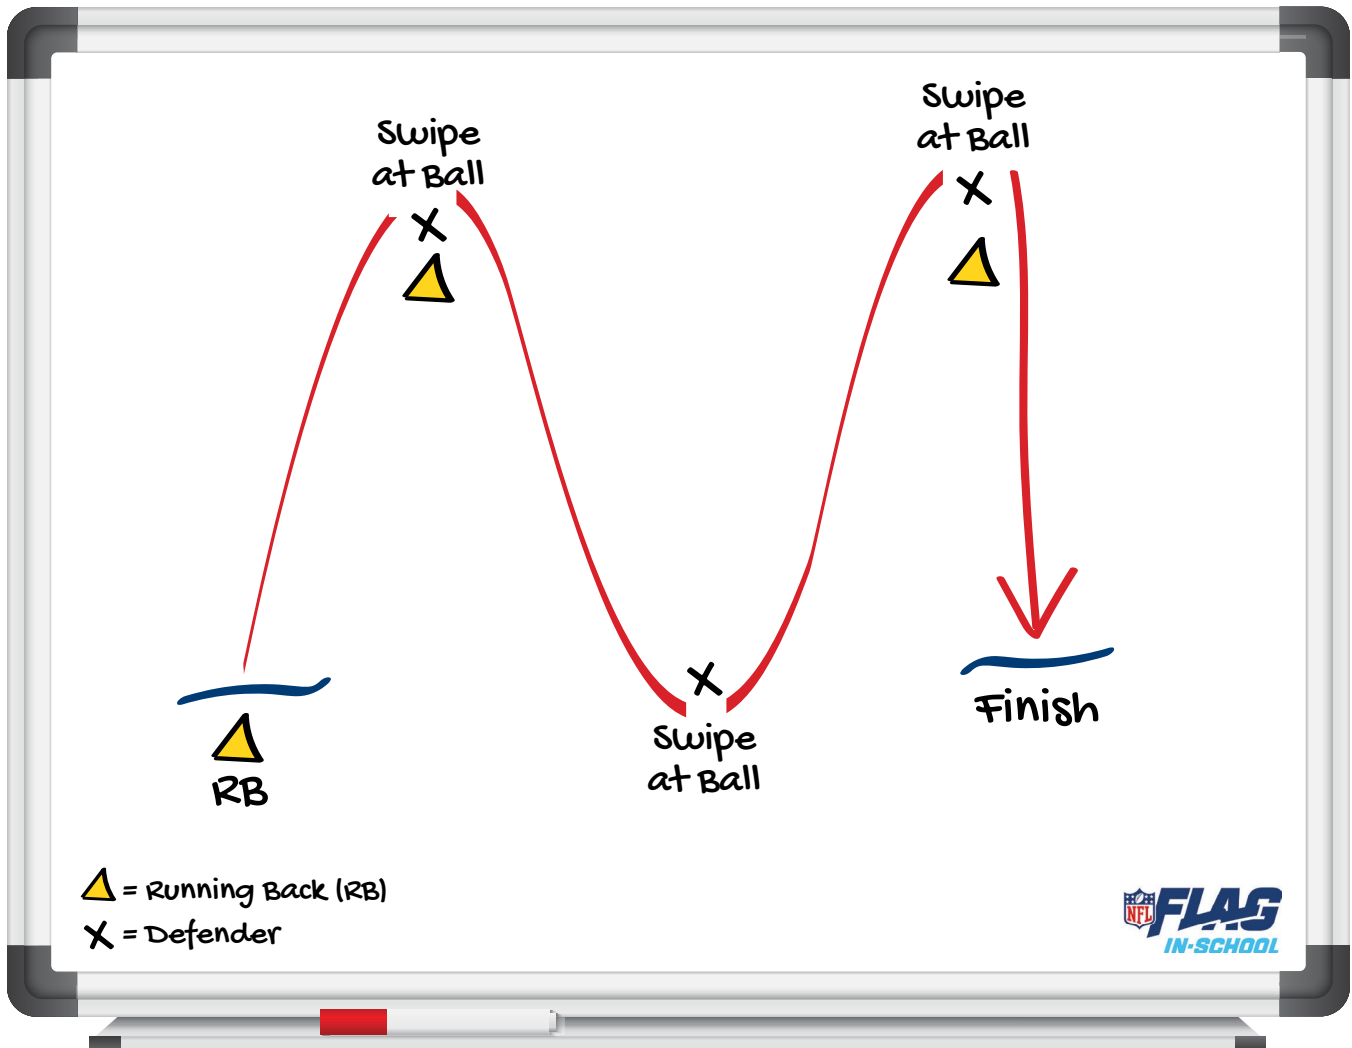 Swipe
at Ball
Swipe
at Ball
Swipe
at Ball
Finish
RB
= Running Back (RB)
= Defender
NFL FLAG
IN-SCHOOL